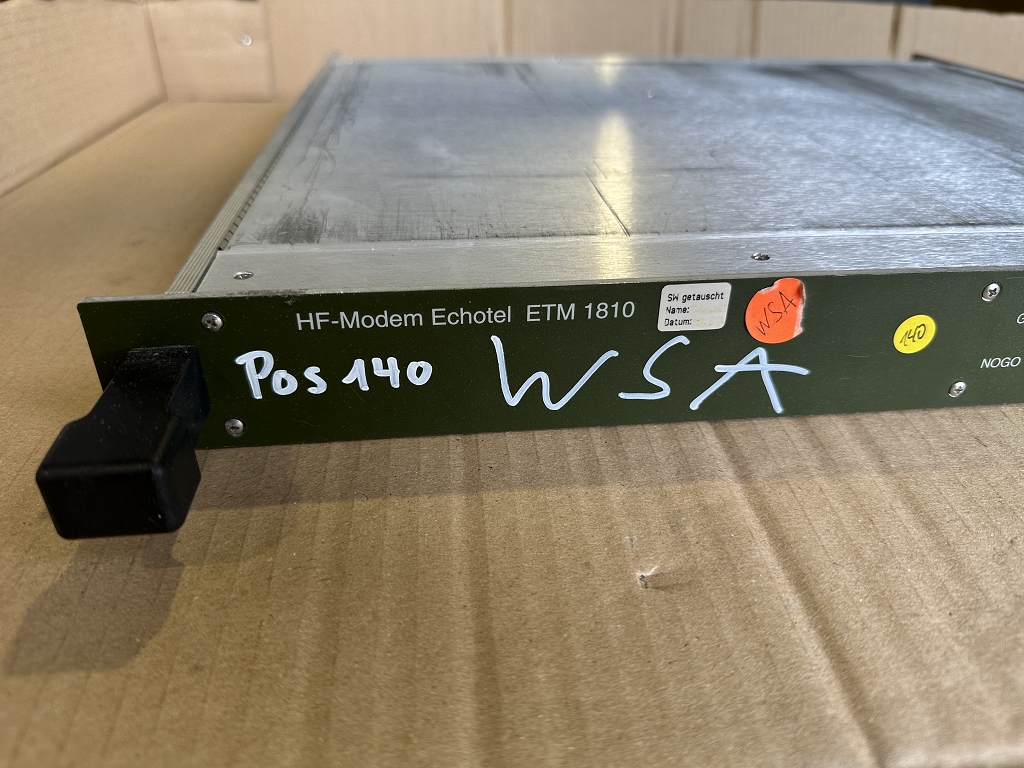 HF-Modem Echotel ETM 1810
SW getauscht
Name:
Datum:
WSA
140
Pos 140
WSA
G
NOGO